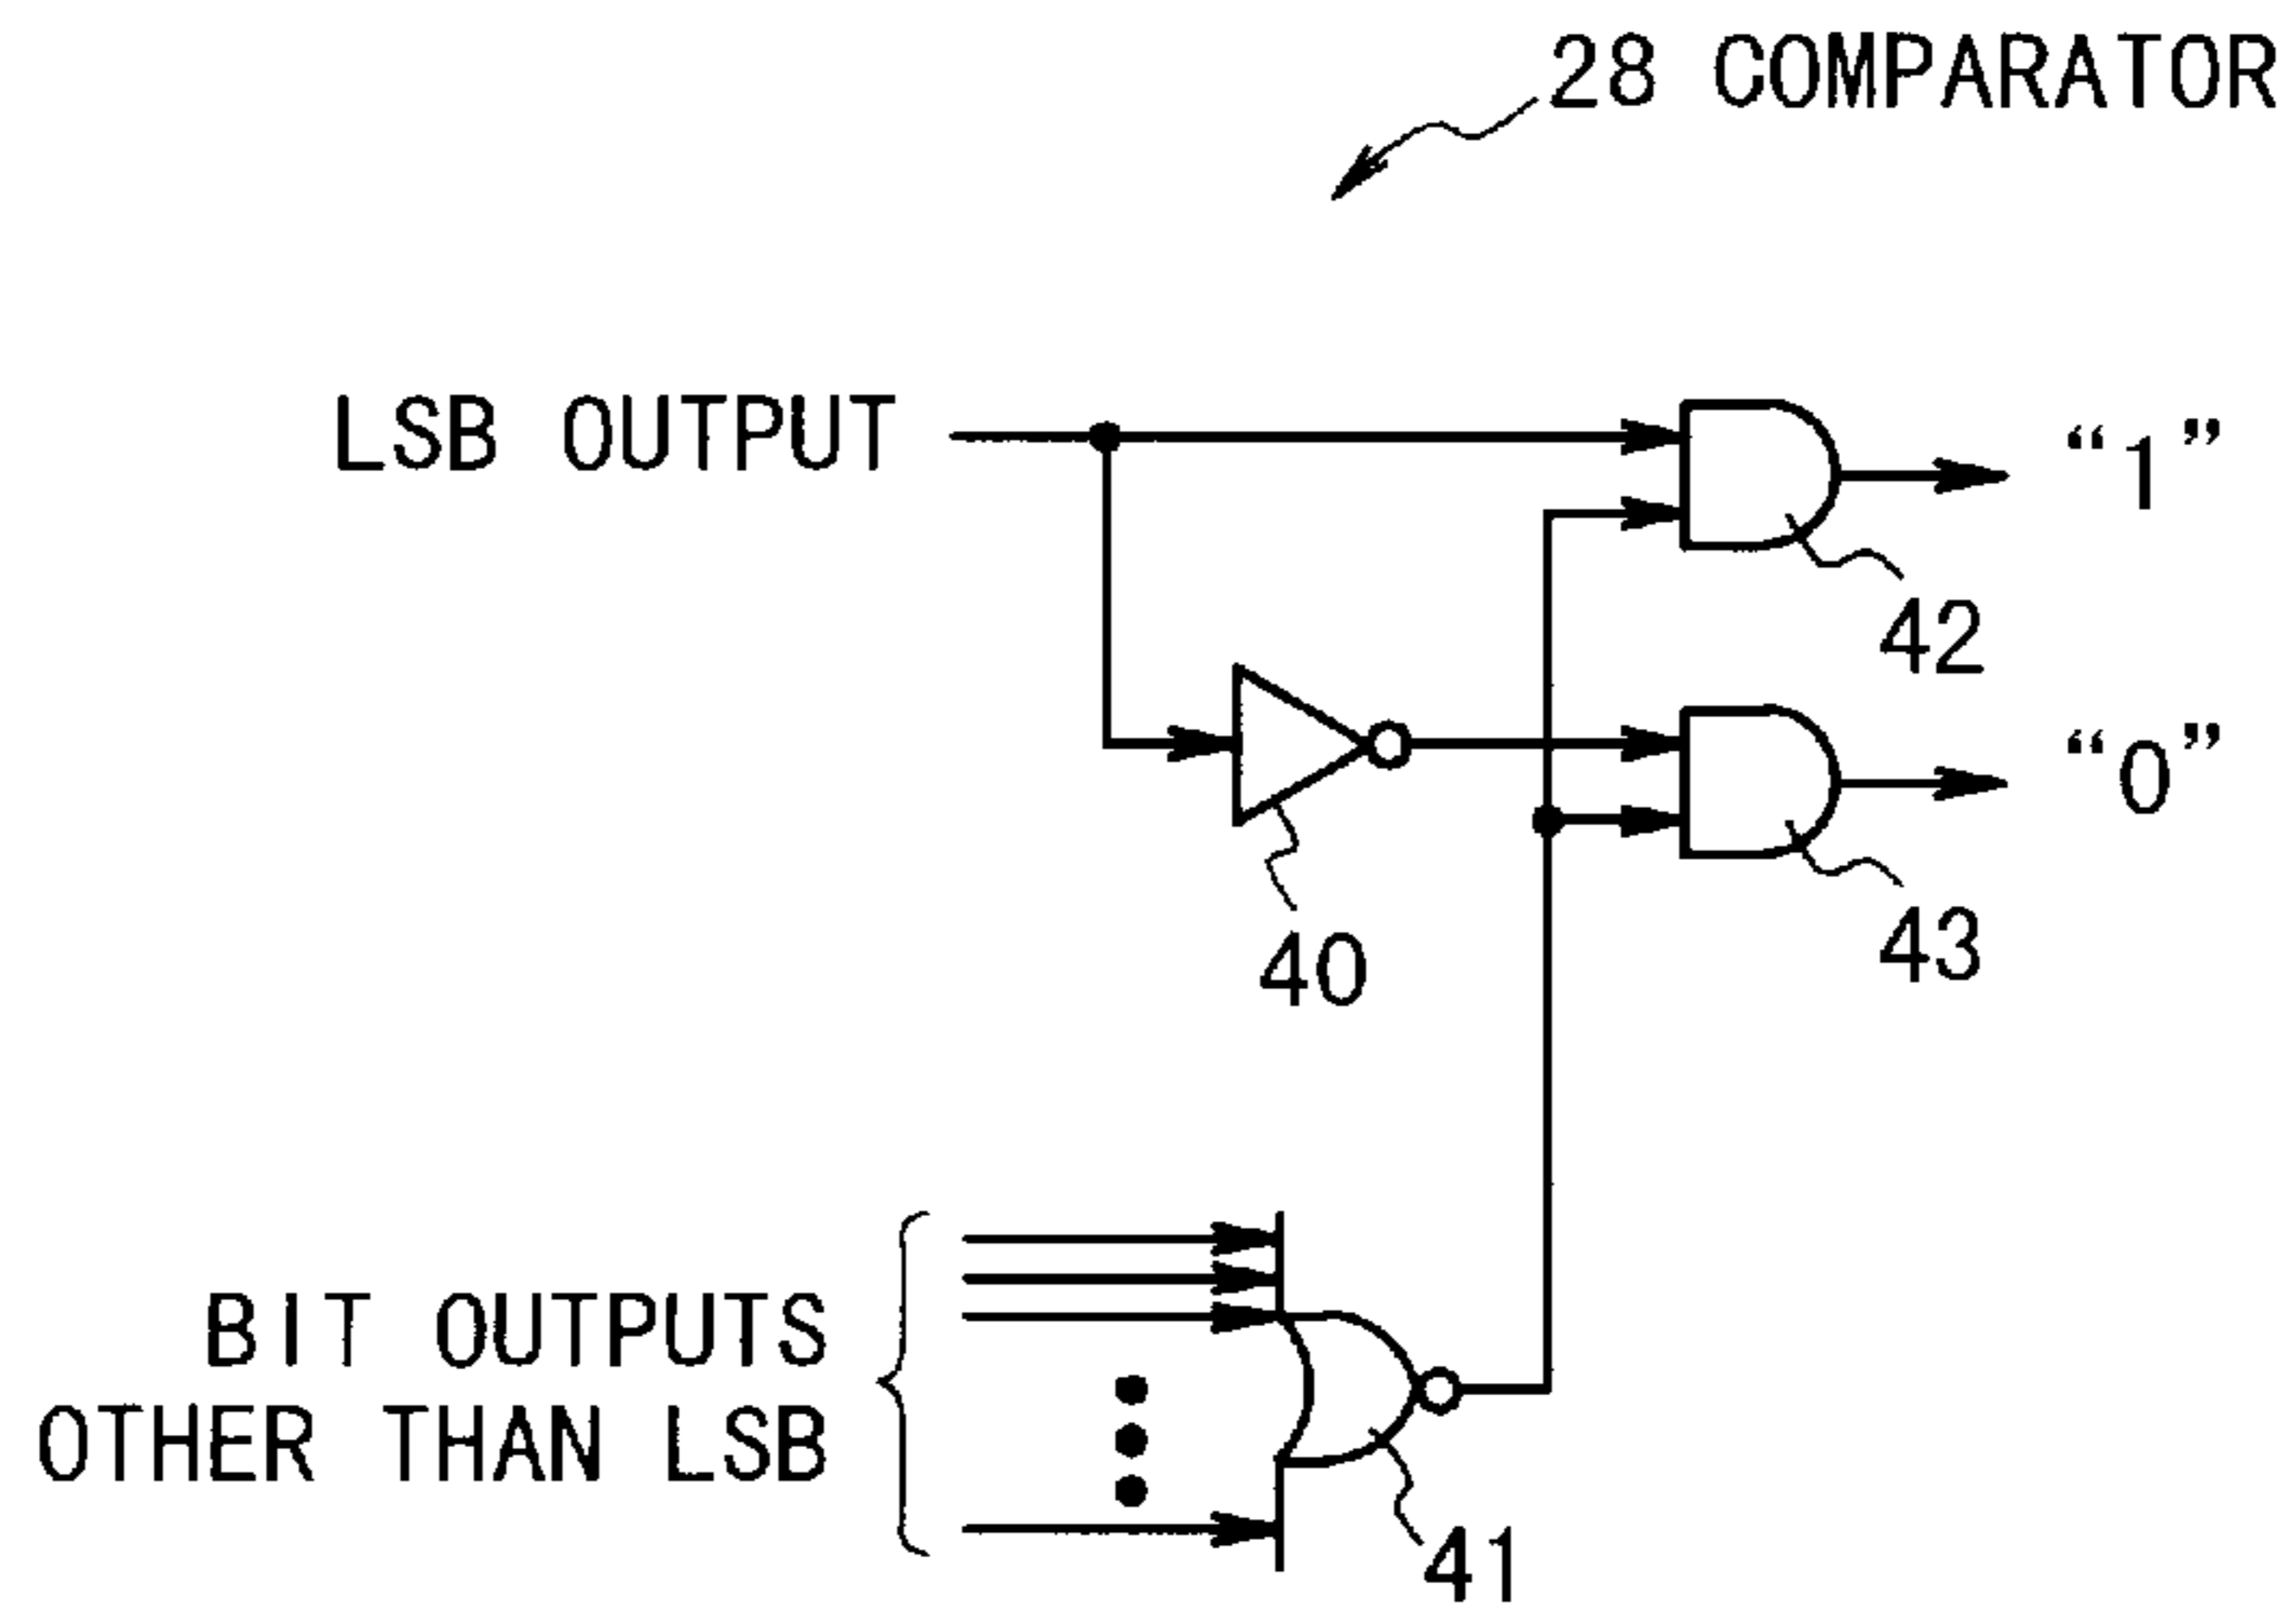 28 COMPARATOR
LSB OUTPUT
“1”
42
“0”
43
40
BIT OUTPUTS
OTHER THAN LSB
41